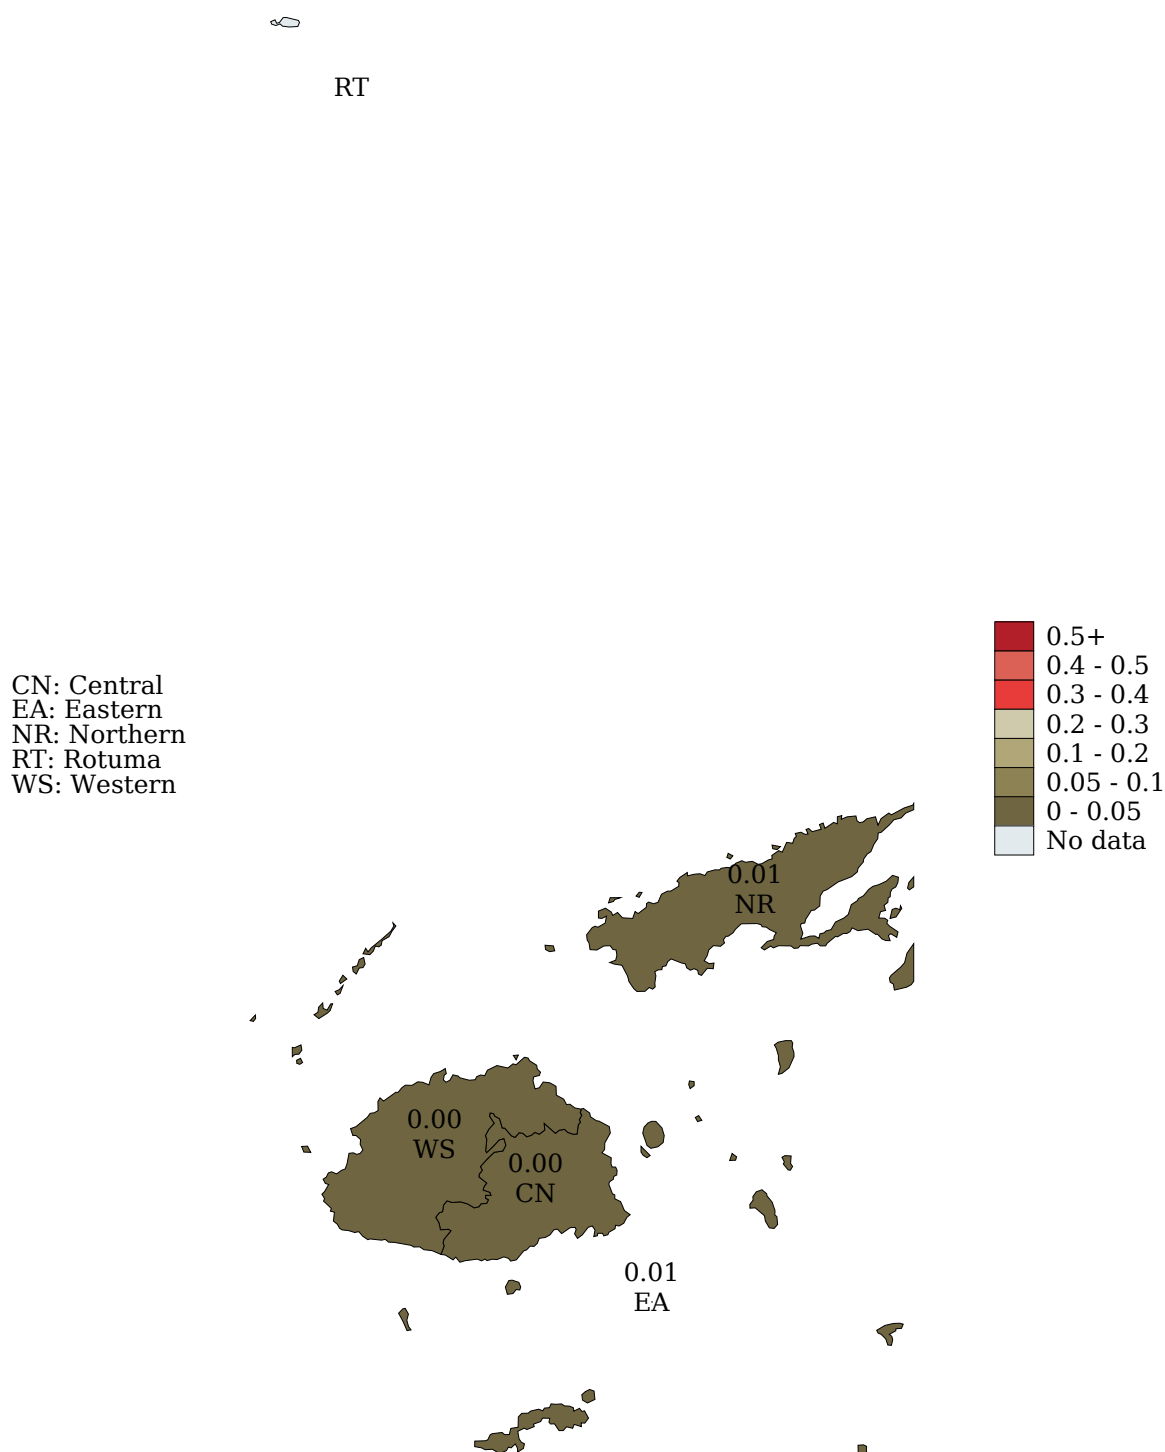 RT
0.5+
0.4 - 0.5
0.3 - 0.4
0.2 - 0.3
0.1 - 0.2
0.05 - 0.1
0 - 0.05
No data
CN: Central
EA: Eastern
NR: Northern
RT: Rotuma
WS: Western
0.01
NR
0.00
WS
0.00
CN
0.01
EA